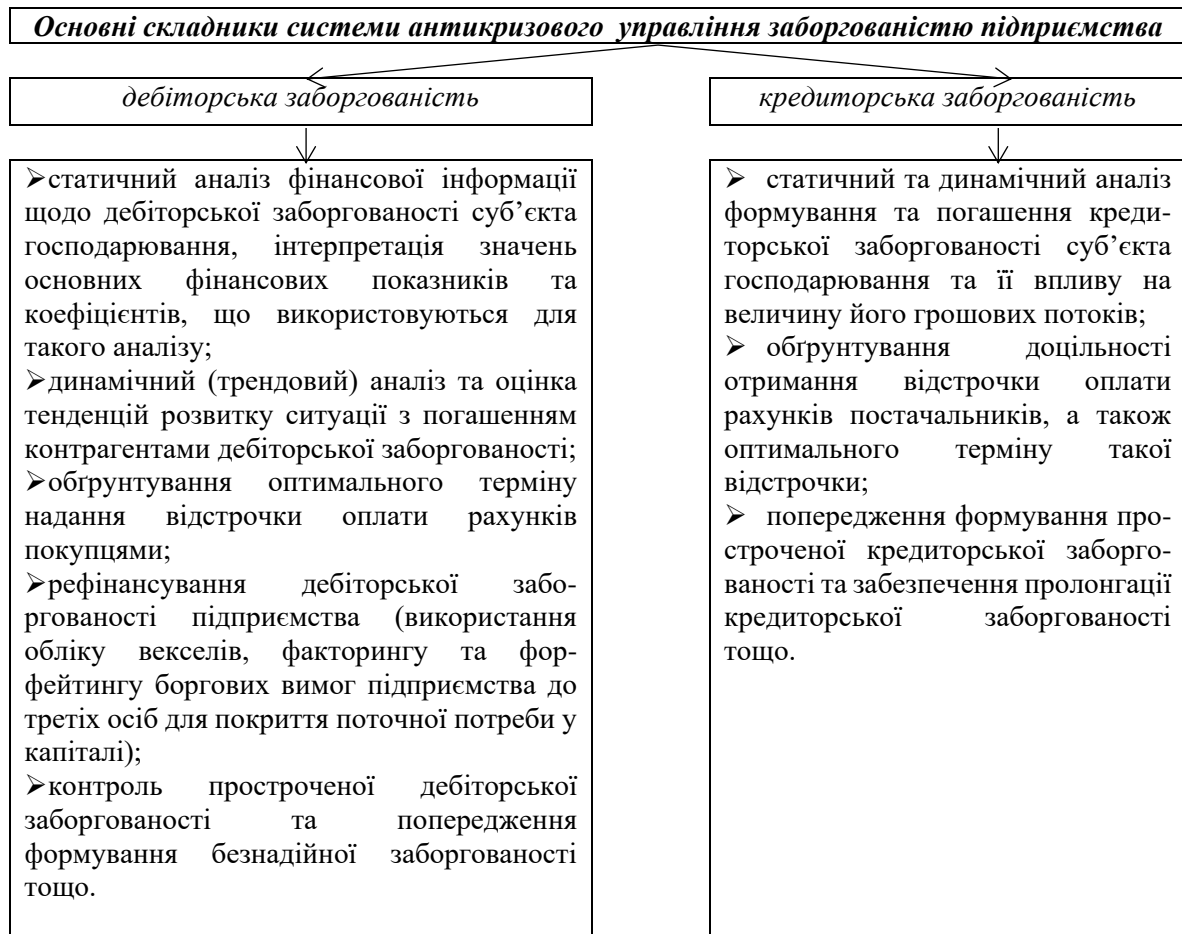 Основні складники системи антикризового управління заборгованістю підприємства
дебіторська заборгованість
кредиторська заборгованість
➢статичний аналіз фінансової інформації
щодо дебіторської заборгованості суб’єкта
господарювання, інтерпретація значень
основних фінансових показників та
коефіцієнтів, що використовуються для
такого аналізу;
➢динамічний (трендовий) аналіз та оцінка
тенденцій розвитку ситуації з погашенням
контрагентами дебіторської заборгованості;
➢обґрунтування оптимального терміну
надання відстрочки оплати рахунків
покупцями;
➢рефінансування дебіторської забо-
ргованості підприємства (використання
обліку векселів, факторингу та фор-
фейтингу боргових вимог підприємства до
третіх осіб для покриття поточної потреби у
капіталі);
➢контроль простроченої дебіторської
заборгованості та попередження
формування безнадійної заборгованості
тощо.
➢ статичний та динамічний аналіз
формування та погашення креди-
торської заборгованості суб’єкта
господарювання та її впливу на
величину його грошових потоків;
➢ обґрунтування доцільності
отримання відстрочки оплати
рахунків постачальників, а також
оптимального терміну такої
відстрочки;
➢ попередження формування про-
строченої кредиторської заборго-
ваності та забезпечення пролонгації
кредиторської заборгованості
тощо.